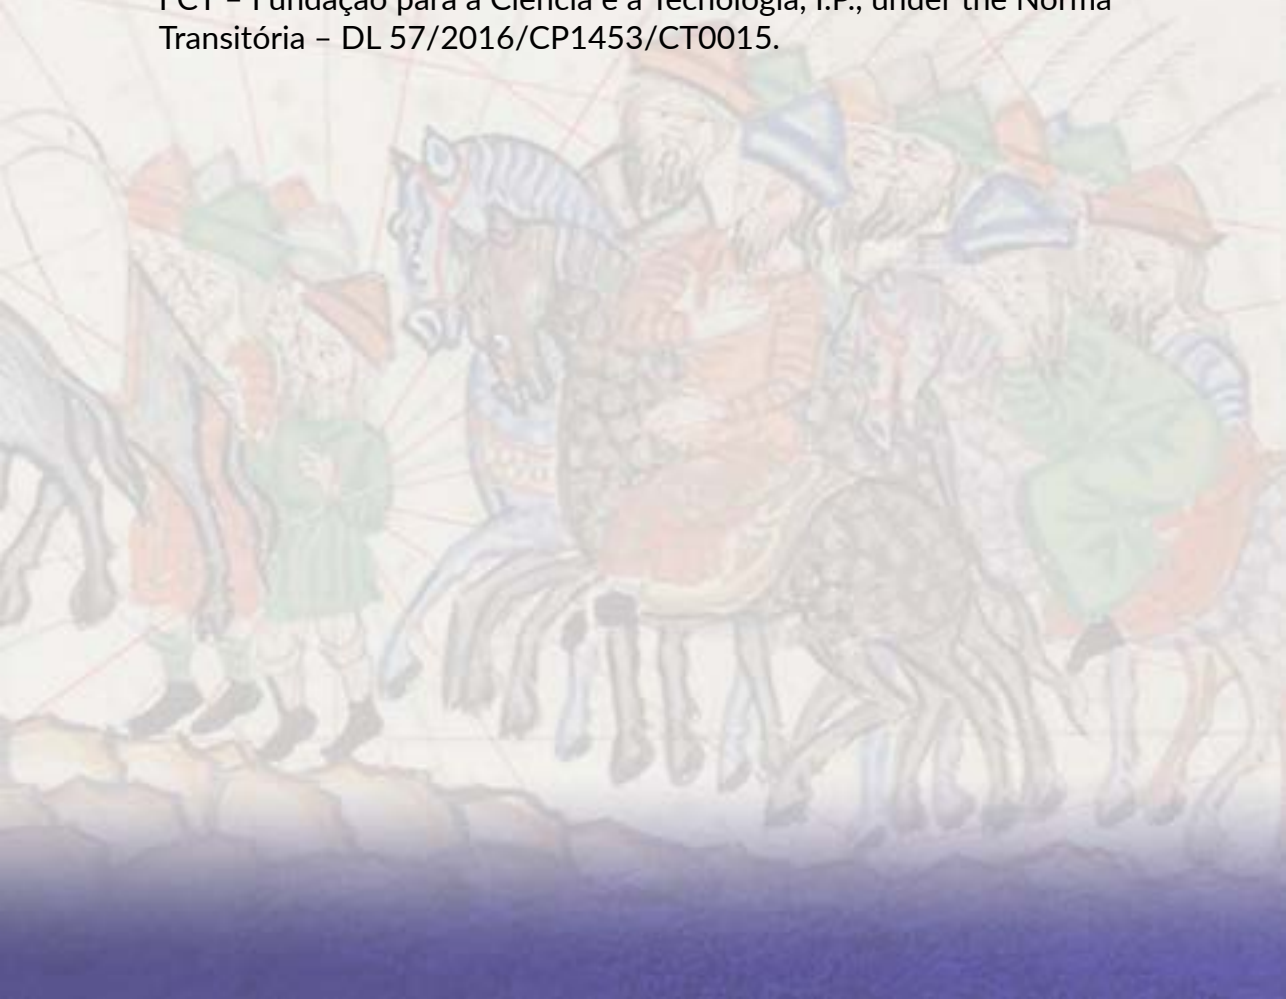 FCT – Fundação para a Ciência e a Tecnologia, I.P., under the Norma
Transitória – DL 57/2016/CP1453/CT0015.